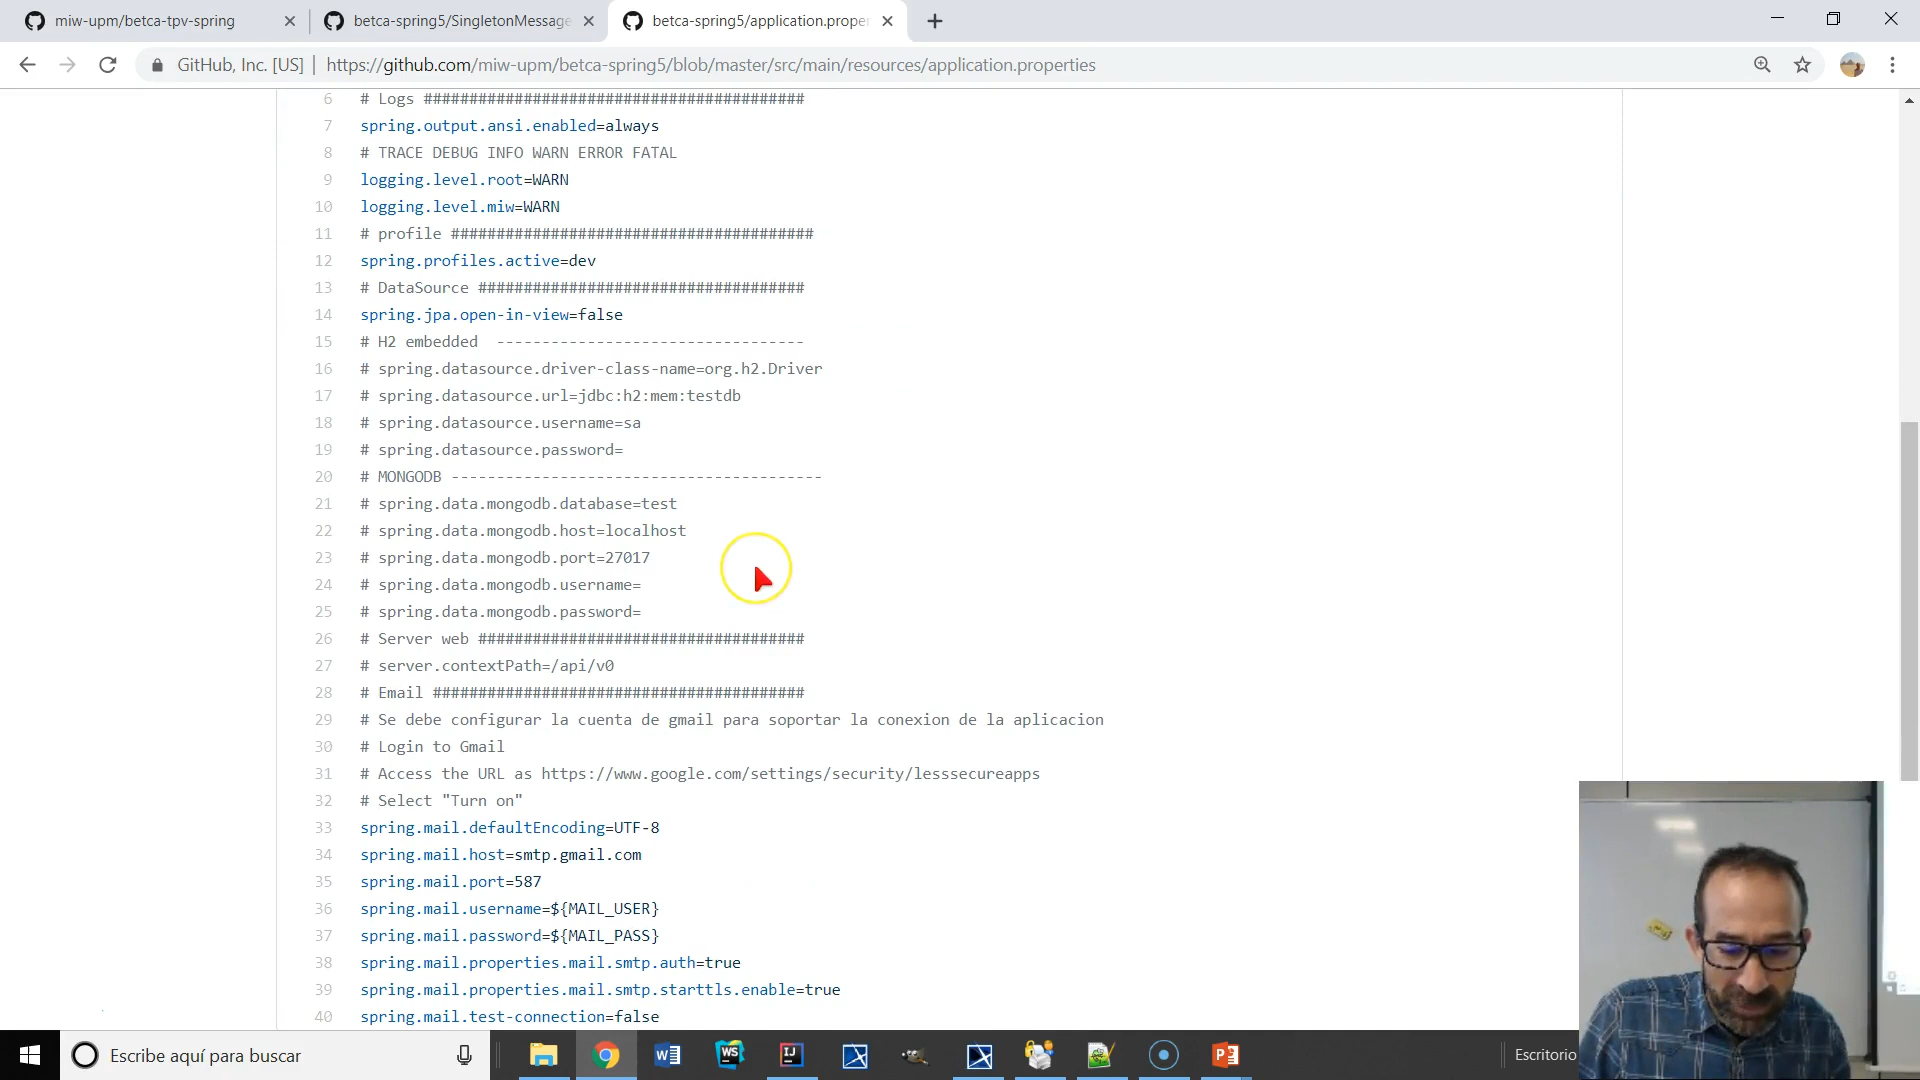 miw-upm/betca-tpv-spring
betca-spring5/SingletonMessage
betca-spring5/application.proper
GitHub, Inc. [US] | https://github.com/miw-upm/betca-spring5/blob/master/src/main/resources/application.properties
6 # Logs ##########################################
7 spring.output.ansi.enabled=always
8 # TRACE DEBUG INFO WARN ERROR FATAL
9 logging.level.root=WARN
10 logging.level.miw=WARN
11 # profile ########################################
12 spring.profiles.active=dev
13 # DataSource ####################################
14 spring.jpa.open-in-view=false
15 # H2 embedded  ----------------------------------
16 # spring.datasource.driver-class-name=org.h2.Driver
17 # spring.datasource.url=jdbc:h2:mem:testdb
18 # spring.datasource.username=sa
19 # spring.datasource.password=
20 # MONGODB -----------------------------------------
21 # spring.data.mongodb.database=test
22 # spring.data.mongodb.host=localhost
23 # spring.data.mongodb.port=27017
24 # spring.data.mongodb.username=
25 # spring.data.mongodb.password=
26 # Server web ####################################
27 # server.contextPath=/api/v0
28 # Email #########################################
29 # Se debe configurar la cuenta de gmail para soportar la conexion de la aplicacion
30 # Login to Gmail
31 # Access the URL as https://www.google.com/settings/security/lesssecureapps
32 # Select "Turn on"
33 spring.mail.defaultEncoding=UTF-8
34 spring.mail.host=smtp.gmail.com
35 spring.mail.port=587
36 spring.mail.username=${MAIL_USER}
37 spring.mail.password=${MAIL_PASS}
38 spring.mail.properties.mail.smtp.auth=true
39 spring.mail.properties.mail.smtp.starttls.enable=true
40 spring.mail.test-connection=false
Escribe aquí para buscar
WS
IJ
Escritorio